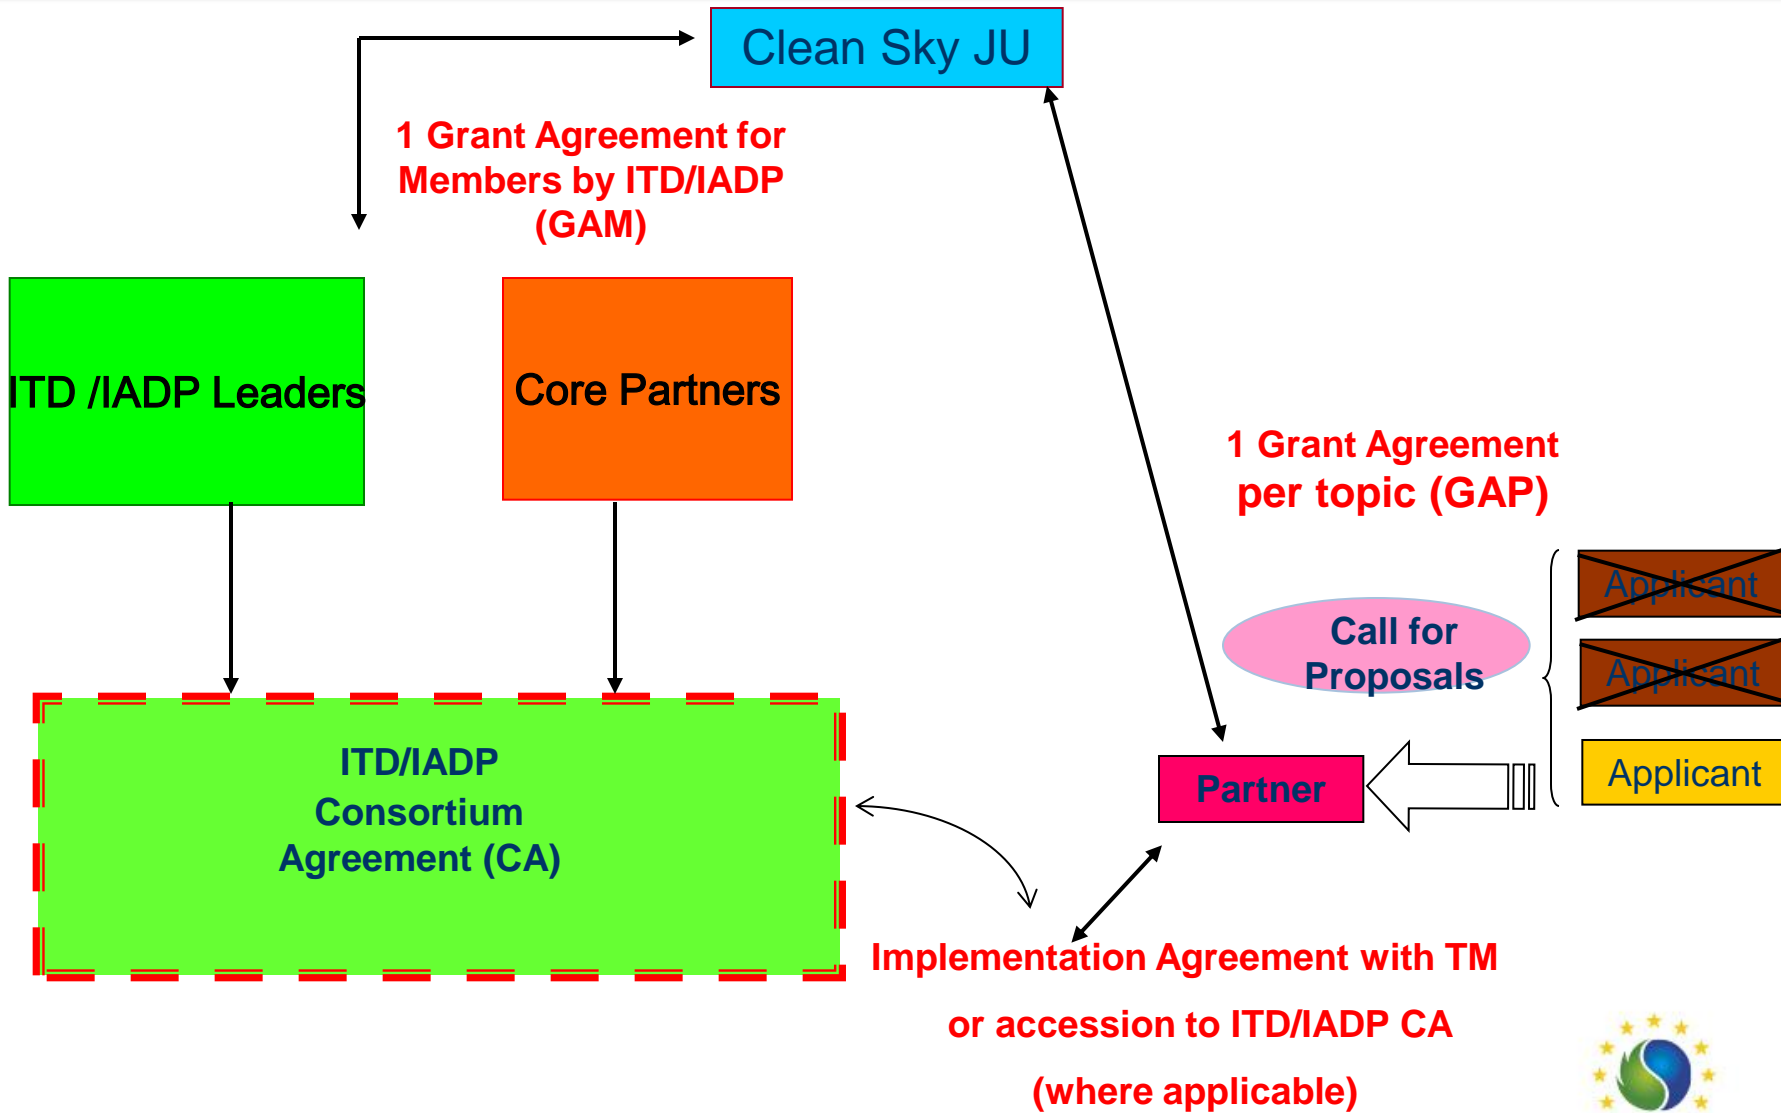 Clean Sky JU
1 Grant Agreement for
Members by ITD/IADP
(GAM)
ITD /IADP Leaders
Core Partners
1 Grant Agreement
per topic (GAP)
Applicant
Call for
Proposals
Applicant
ITD/IADP
Consortium
Agreement (CA)
Partner
Applicant
Implementation Agreement with TM
or accession to ITD/IADP CA
(where applicable)